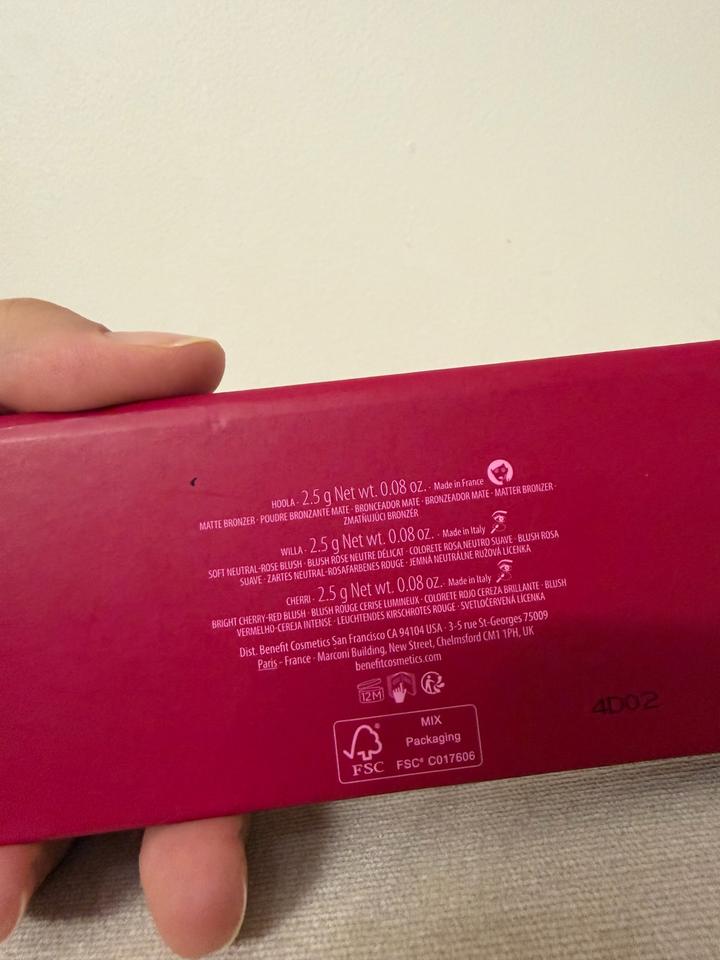 HOOLA · 2.5 g Net wt. 0.08 oz. · Made in France
MATTE BRONZER · POUDRE BRONZANTE MATE · BRONCEADOR MATE · BRONZEADOR MATE · MATTER BRONZER ·
ZMATŇUJÚCI BRONZÉR
WILLA · 2.5 g Net wt. 0.08 oz. · Made in Italy
SOFT NEUTRAL-ROSE BLUSH · BLUSH ROSE NEUTRE DÉLICAT · COLORETE ROSA NEUTRO SUAVE · BLUSH ROSA
SUAVE · ZARTES NEUTRAL-ROSAFARBENES ROUGE · JEMNÁ NEUTRÁLNE RUŽOVÁ LÍCENKA
CHERRI · 2.5 g Net wt. 0.08 oz. · Made in Italy
BRIGHT CHERRY-RED BLUSH · BLUSH ROUGE CERISE LUMINEUX · COLORETE ROJO CEREZA BRILLANTE · BLUSH
VERMELHO-CEREJA INTENSE · LEUCHTENDES KIRSCHROTES ROUGE · SVETLOČERVENÁ LÍCENKA
Dist. Benefit Cosmetics San Francisco CA 94104 USA · 3-5 rue St-Georges 75009
Paris - France · Marconi Building, New Street, Chelmsford CM1 1PH, UK
benefitcosmetics.com
12M
MIX
Packaging
FSC
FSC® C017606
4D02